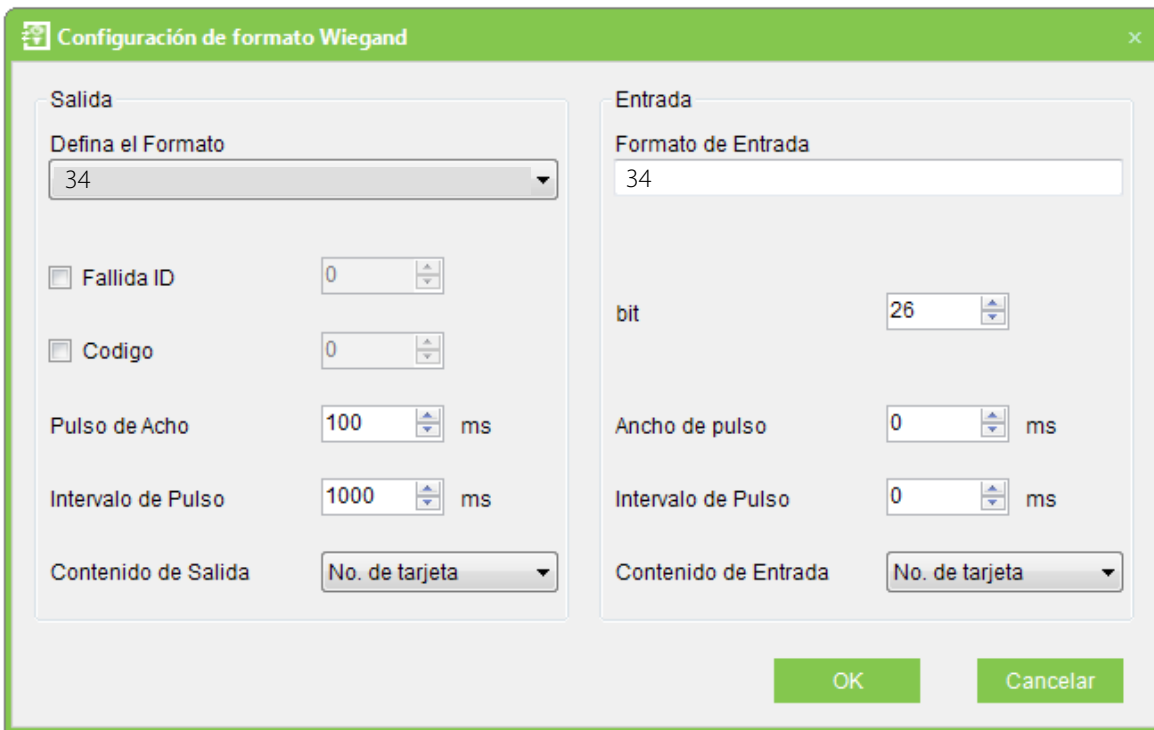 Configuración de formato Wiegand
Salida
Defina el Formato
34
Fallida ID 0
Codigo 0
Pulso de Acho 100 ms
Intervalo de Pulso 1000 ms
Contenido de Salida No. de tarjeta
Entrada
Formato de Entrada
34
bit 26
Ancho de pulso 0 ms
Intervalo de Pulso 0 ms
Contenido de Entrada No. de tarjeta
OK Cancelar